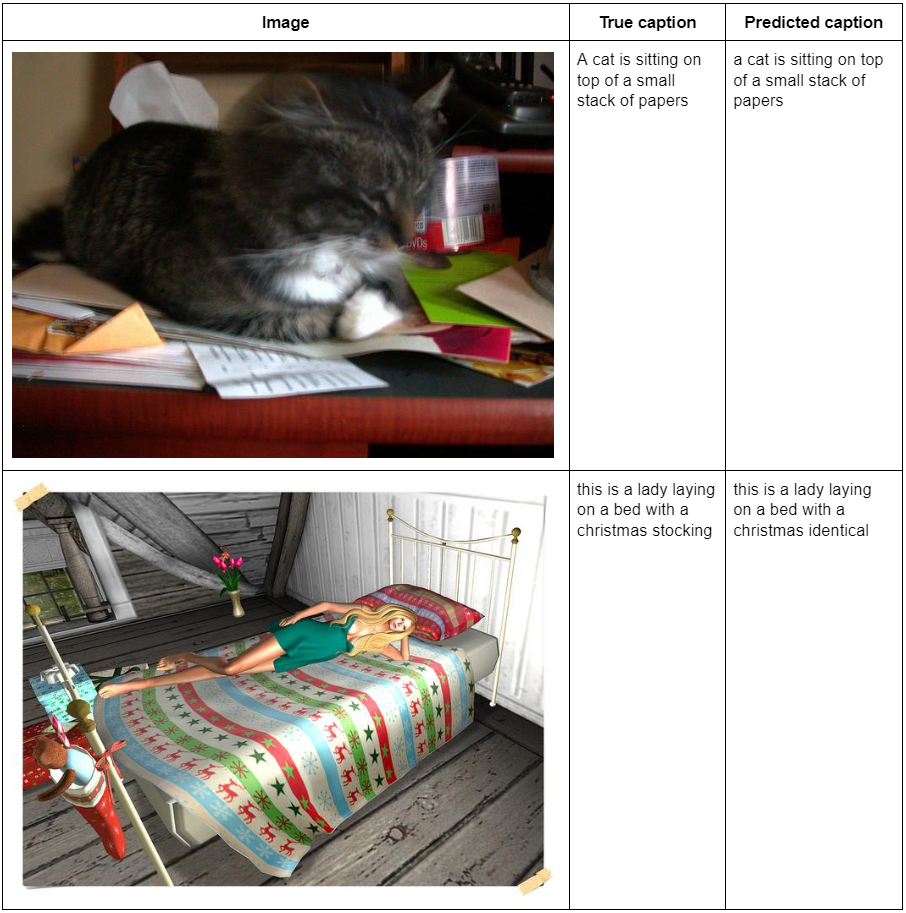 Image
True caption
Predicted caption
A cat is sitting on
top of a small
stack of papers
a cat is sitting on top
of a small stack of
papers
DVDs
this is a lady laying
on a bed with a
christmas stocking
this is a lady laying
on a bed with a
christmas identical